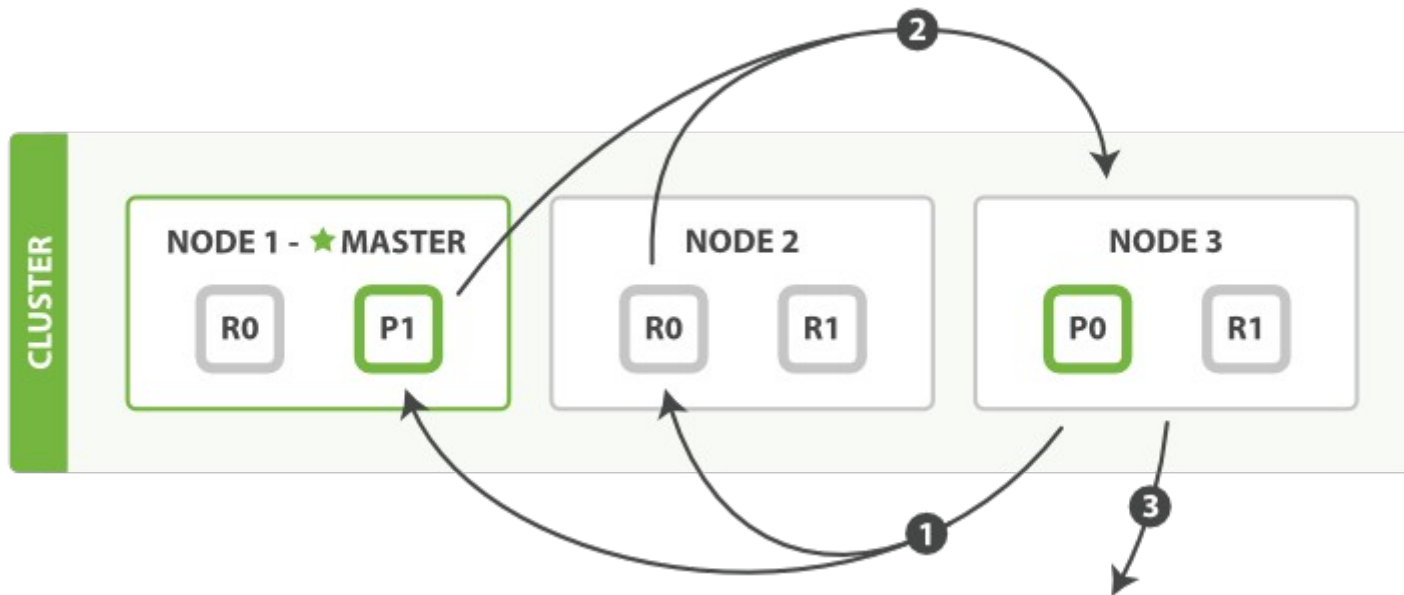 2
CLUSTER
NODE 1 - ★ MASTER
R0
P1
NODE 2
R0
R1
NODE 3
P0
R1
1
3